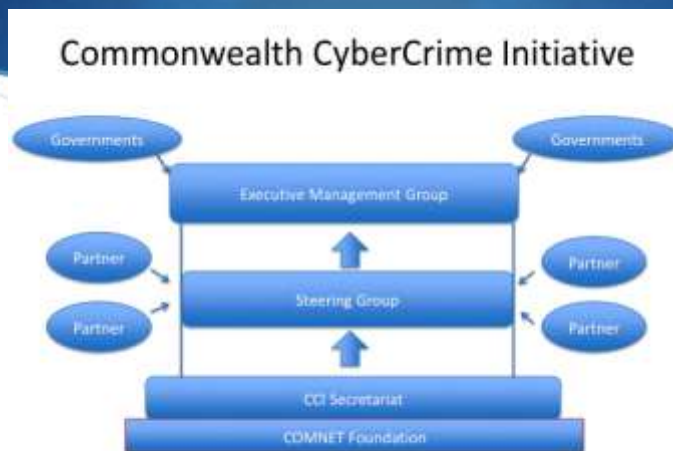 Commonwealth CyberCrime Initiative
Governments
Governments
Executive Management Group
Partner
Partner
Steering Group
Partner
Partner
CCI Secretariat
COMNET Foundation